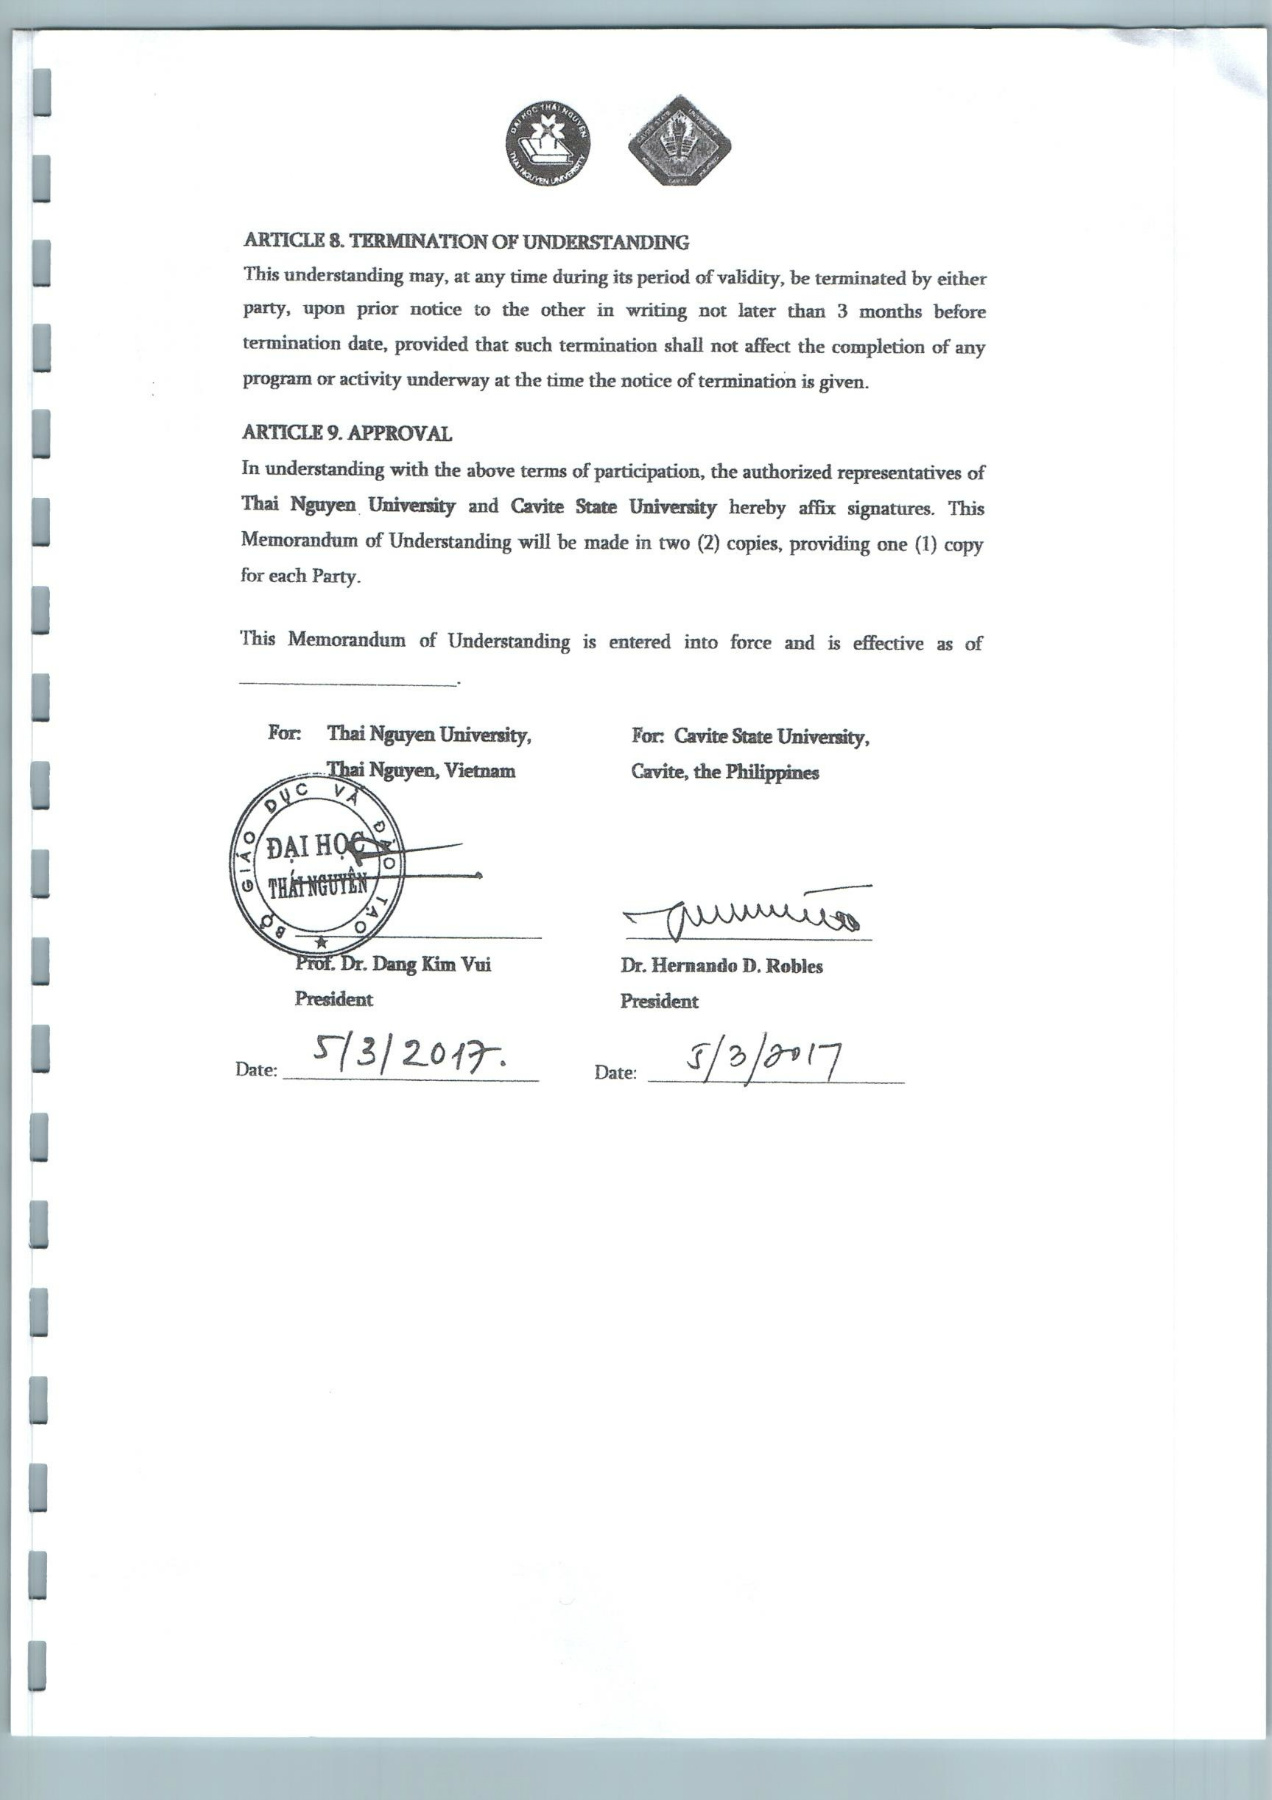 ĐẠI HỌC THÁI NGUYÊN
THAI NGUYEN UNIVERSITY
CAVITE STATE UNIVERSITY
CAVITE
ARTICLE 8. TERMINATION OF UNDERSTANDING
This understanding may, at any time during its period of validity, be terminated by either
party, upon prior notice to the other in writing not later than 3 months before
termination date, provided that such termination shall not affect the completion of any
program or activity underway at the time the notice of termination is given.
ARTICLE 9. APPROVAL
In understanding with the above terms of participation, the authorized representatives of
Thai Nguyen University and Cavite State University hereby affix signatures. This
Memorandum of Understanding will be made in two (2) copies, providing one (1) copy
for each Party.
This Memorandum of Understanding is entered into force and is effective as of
.
For: Thai Nguyen University,
Thai Nguyen, Vietnam
For: Cavite State University,
Cavite, the Philippines
BỘ GIÁO DỤC VÀ ĐÀO TẠO
ĐẠI HỌC
THÁI NGUYÊN
Prof. Dr. Dang Kim Vui
President
Dr. Hernando D. Robles
President
Date: 5/3/2017.
Date: 5/3/2017